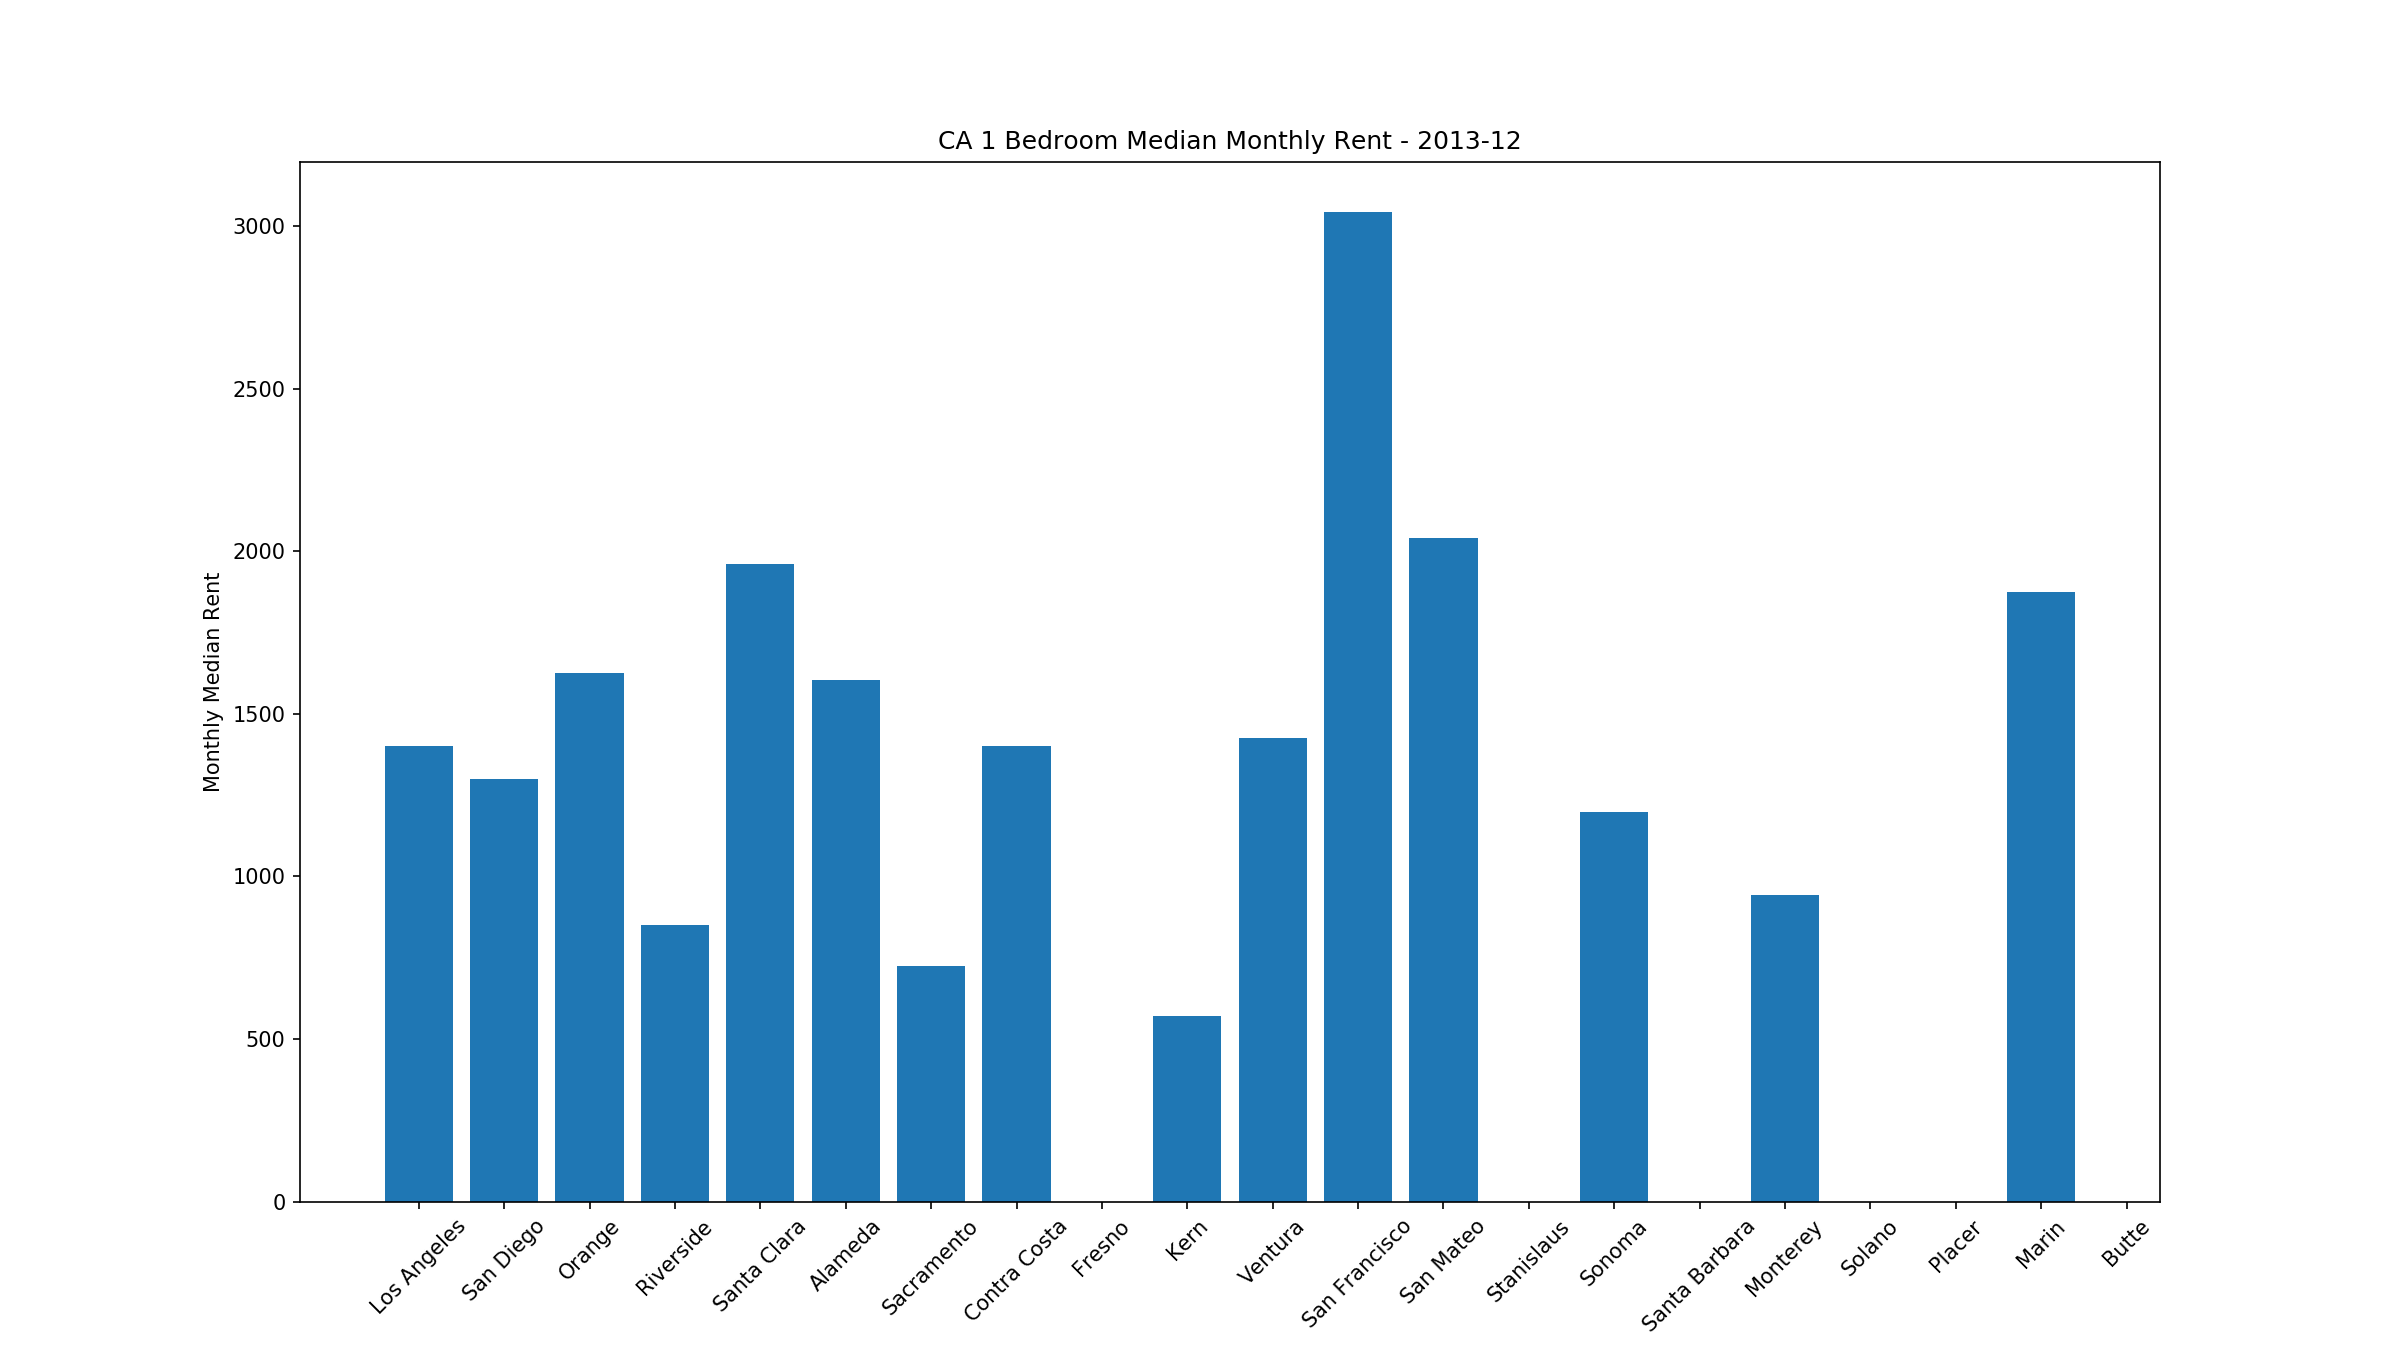 CA 1 Bedroom Median Monthly Rent - 2013-12
Monthly Median Rent
3000
2500
2000
1500
1000
500
0
Los Angeles
San Diego
Orange
Riverside
Santa Clara
Alameda
Sacramento
Contra Costa
Fresno
Kern
Ventura
San Francisco
San Mateo
Stanislaus
Sonoma
Santa Barbara
Monterey
Solano
Placer
Marin
Butte